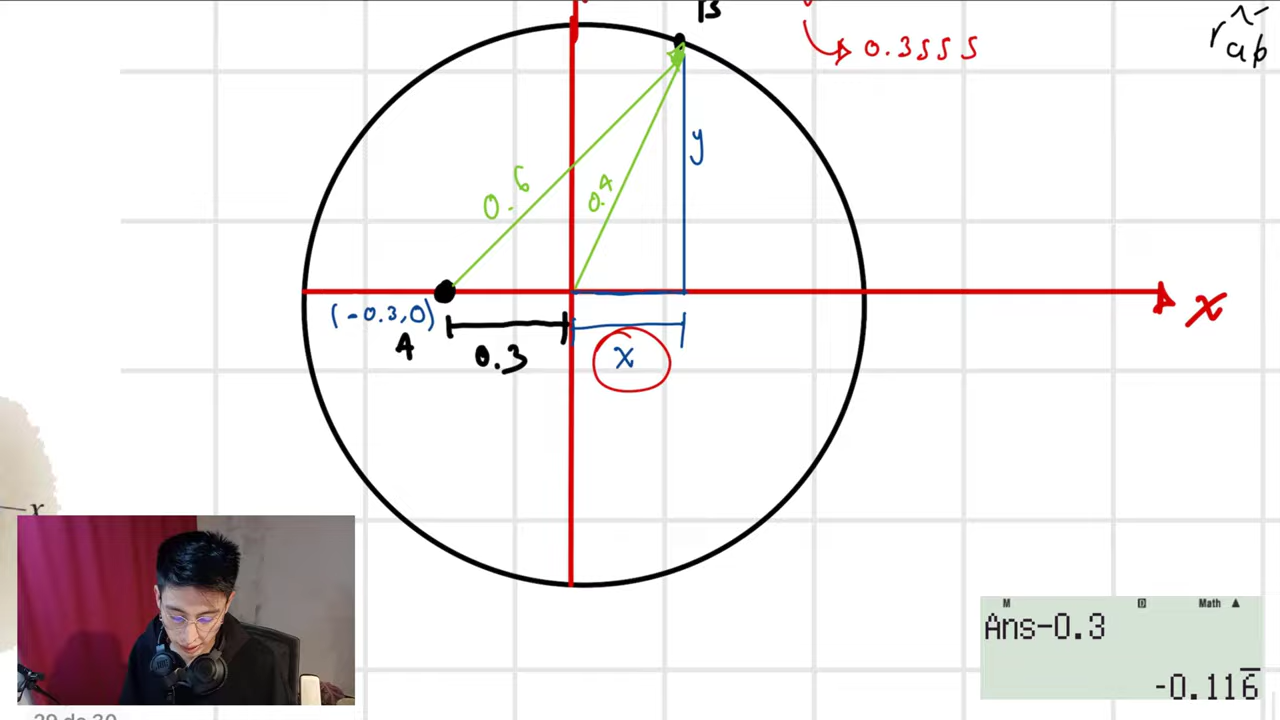 B
→ 0.3555
r
ab
y
0.6
0.4
(-0.3,0)
A
0.3
x
x
x
M D Math ▲
Ans-0.3
-0.116̅